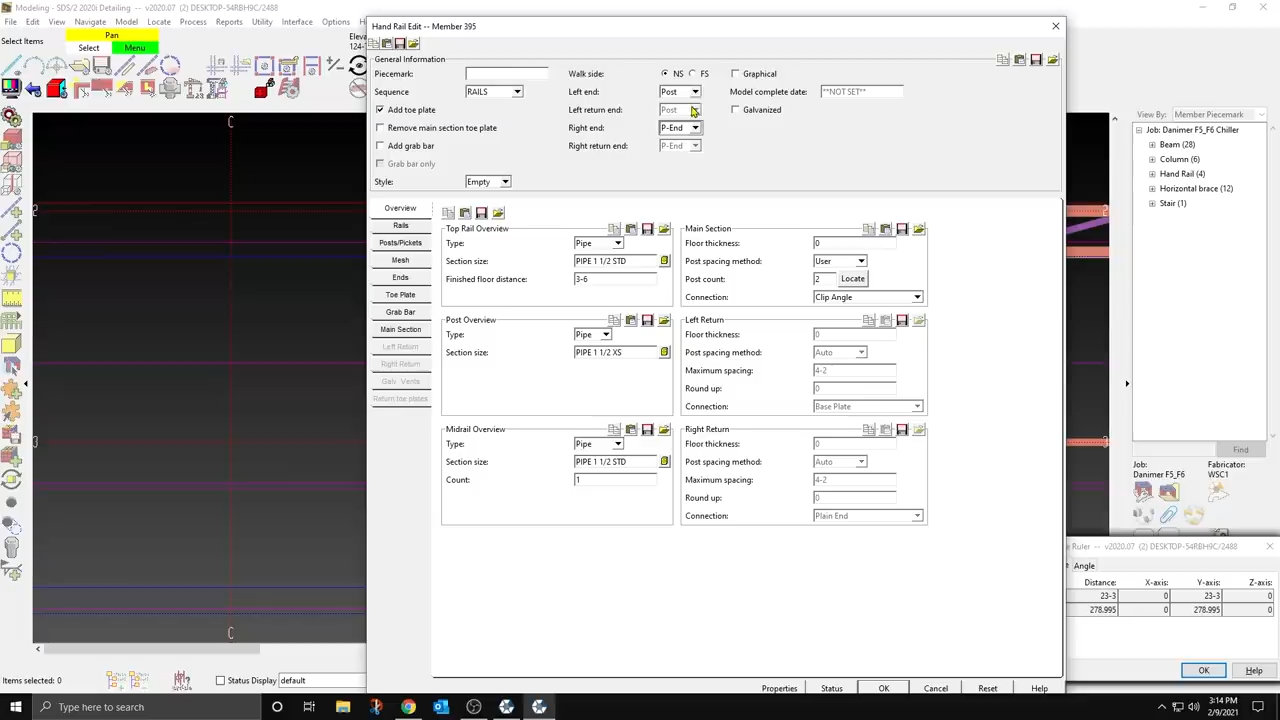 Modeling - SDS/2 2020i Detailing -- v2020.07 (2) DESKTOP-54RBH9C/2488
File Edit View Navigate Model Locate Process Reports Utility Interface Options
Select Items
Pan
Select Menu
Eleva
124-
Hand Rail Edit -- Member 395
General Information
Piecemark:
Walk side: NS FS
Graphical
Sequence RAILS
Left end: Post
Model complete date: **NOT SET**
Add toe plate
Left return end: Post
Galvanized
Remove main section toe plate
Right end: P-End
Add grab bar
Right return end: P-End
Grab bar only
Style: Empty
Overview
Rails
Posts/Pickets
Mesh
Ends
Toe Plate
Grab Bar
Main Section
Left Return
Right Return
Galv. Vents
Return toe plates
Top Rail Overview
Type: Pipe
Section size: PIPE 1 1/2 STD
Finished floor distance: 3-6
Main Section
Floor thickness: 0
Post spacing method: User
Post count: 2 Locate
Connection: Clip Angle
Post Overview
Type: Pipe
Section size: PIPE 1 1/2 XS
Left Return
Floor thickness: 0
Post spacing method: Auto
Maximum spacing: 4-2
Round up: 0
Connection: Base Plate
Midrail Overview
Type: Pipe
Section size: PIPE 1 1/2 STD
Count: 1
Right Return
Floor thickness: 0
Post spacing method: Auto
Maximum spacing: 4-2
Round up: 0
Connection: Plain End
Properties Status OK Cancel Reset Help
View By: Member Piecemark
Job: Danimer F5_F6 Chiller
Beam (28)
Column (6)
Hand Rail (4)
Horizontal brace (12)
Stair (1)
Find
Job: Fabricator:
Danimer F5_F6 WSC1
e Ruler -- v2020.07 (2) DESKTOP-54RBH9C/2488
Angle
Distance: X-axis: Y-axis: Z-axis:
23-3 0 23-3 0
278.995 0 278.995 0
OK Help
2
3
C
C
2
2
3
Items selected: 0
Status Display default
Type here to search
3:14 PM
2/9/2021